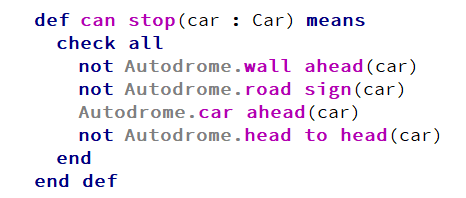 def can stop(car : Car) means
check all
not Autodrome.wall ahead(car)
not Autodrome.road sign(car)
Autodrome.car ahead(car)
not Autodrome.head to head(car)
end
end def